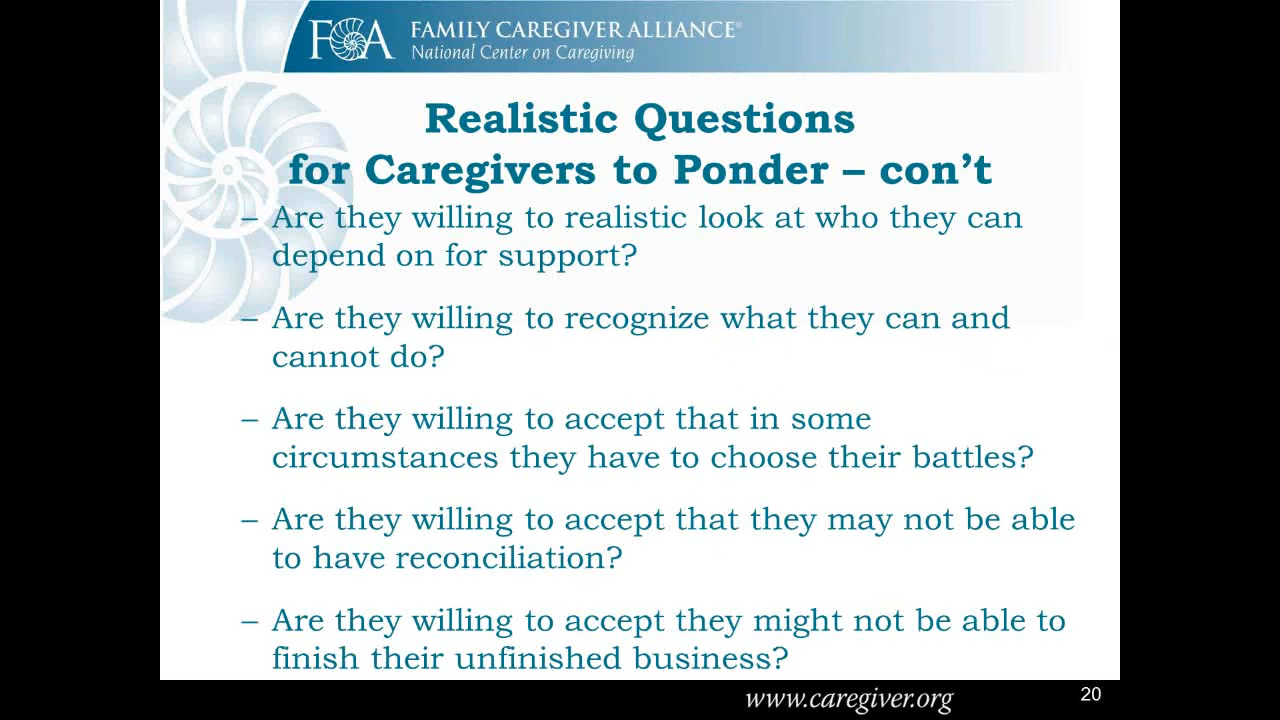 FCA FAMILY CAREGIVER ALLIANCE®
National Center on Caregiving
Realistic Questions
for Caregivers to Ponder – con’t
– Are they willing to realistic look at who they can
depend on for support?
– Are they willing to recognize what they can and
cannot do?
– Are they willing to accept that in some
circumstances they have to choose their battles?
– Are they willing to accept that they may not be able
to have reconciliation?
– Are they willing to accept they might not be able to
finish their unfinished business?
www.caregiver.org
20